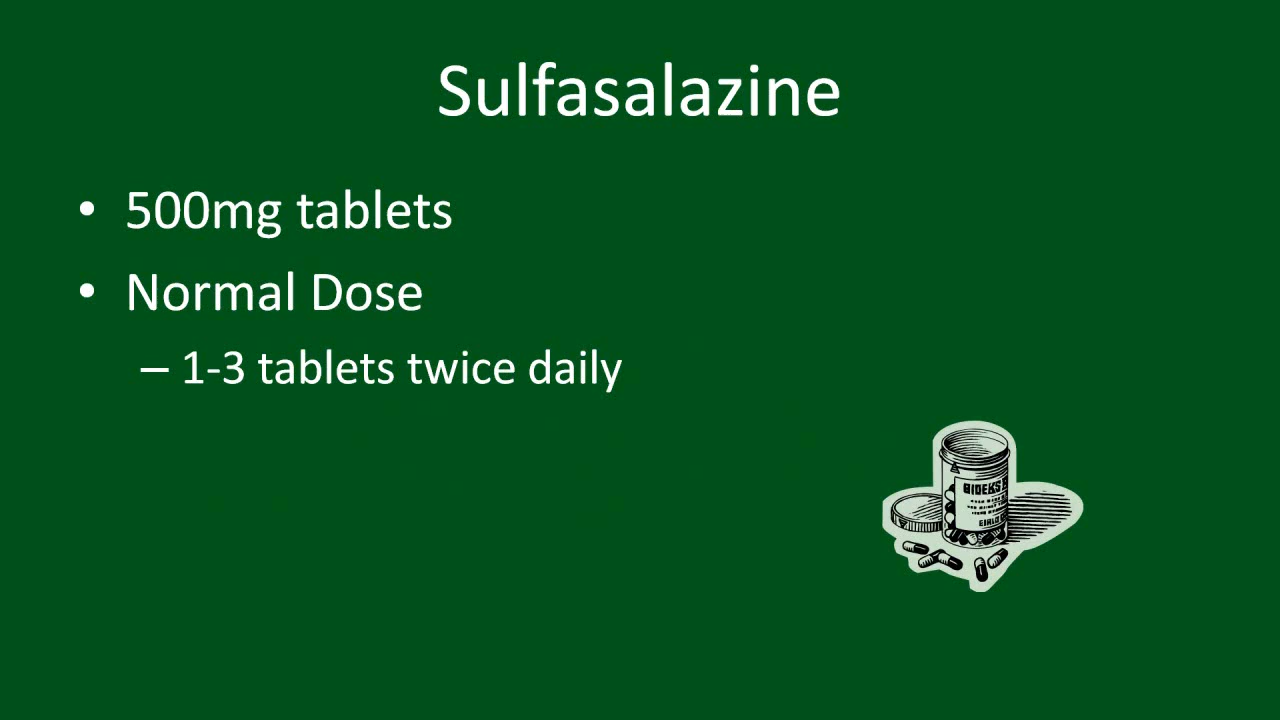 Sulfasalazine
• 500mg tablets
• Normal Dose
– 1-3 tablets twice daily